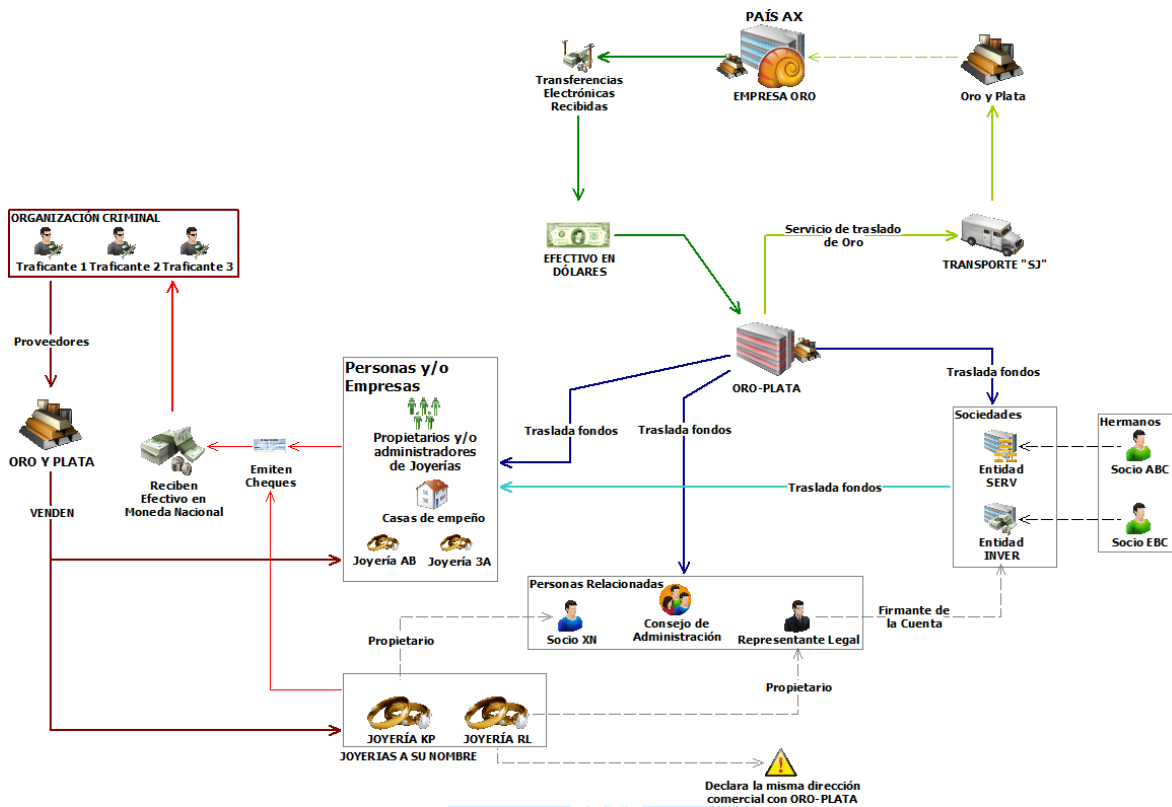 PAÍS AX
EMPRESA ORO
Transferencias
Electrónicas
Recibidas
Oro y Plata
ORGANIZACIÓN CRIMINAL
Traficante 1
Traficante 2
Traficante 3
EFECTIVO EN
DÓLARES
Servicio de traslado
de Oro
TRANSPORTE "SJ"
Proveedores
ORO Y PLATA
VENDEN
Reciben
Efectivo en
Moneda Nacional
Emiten
Cheques
Personas y/o
Empresas
Propietarios y/o
administradores
de Joyerías
Casas de empeño
Joyería AB
Joyería 3A
ORO-PLATA
Traslada fondos
Traslada fondos
Traslada fondos
Traslada fondos
Sociedades
Entidad
SERV
Entidad
INVER
Hermanos
Socio ABC
Socio EBC
Personas Relacionadas
Socio XN
Consejo de
Administración
Representante Legal
Firmante de
la Cuenta
Propietario
Propietario
JOYERÍA KP
JOYERÍA RL
JOYERIAS A SU NOMBRE
Declara la misma dirección
comercial con ORO-PLATA